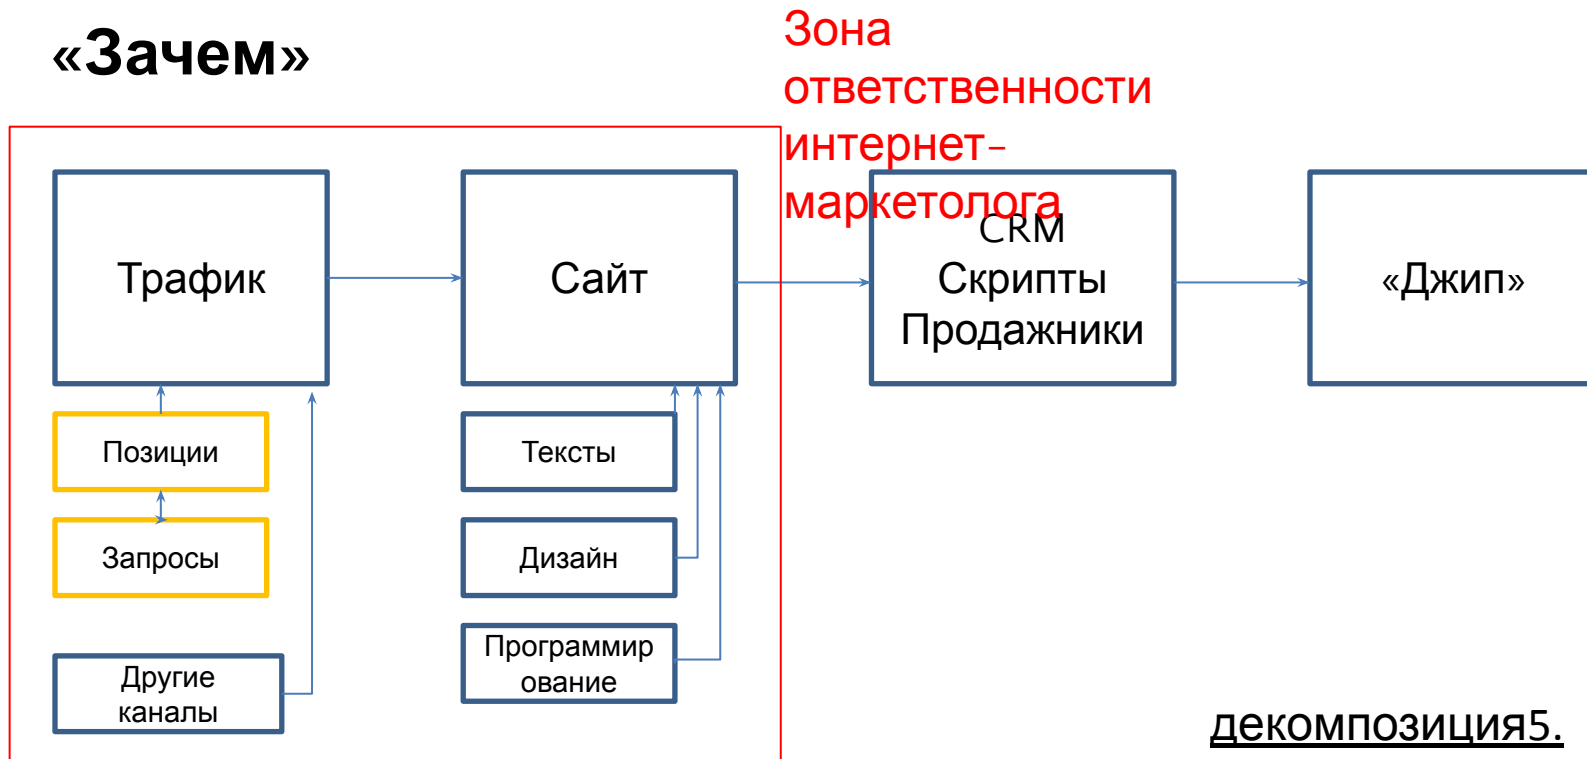 «Зачем»
Зона
ответственности
интернет-
маркетолога
Трафик
Сайт
CRM
Скрипты
Продажники
«Джип»
Позиции
Запросы
Другие
каналы
Тексты
Дизайн
Программир
ование
декомпозиция5.